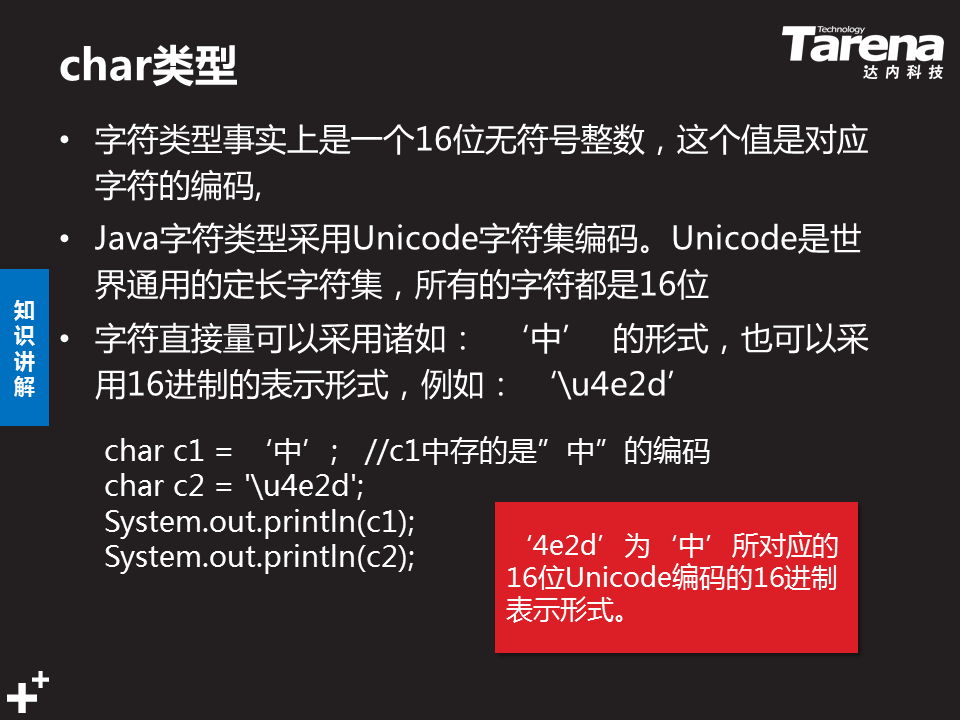 char类型
Technology
Tarena
达内科技
• 字符类型事实上是一个16位无符号整数，这个值是对应
字符的编码,
• Java字符类型采用Unicode字符集编码。Unicode是世
界通用的定长字符集，所有的字符都是16位
• 字符直接量可以采用诸如： ‘中’ 的形式，也可以采
用16进制的表示形式，例如： ‘\u4e2d’
知识讲解
char c1 = ‘中’; //c1中存的是”中”的编码
char c2 = '\u4e2d';
System.out.println(c1);
System.out.println(c2);
‘4e2d’为‘中’所对应的
16位Unicode编码的16进制
表示形式。